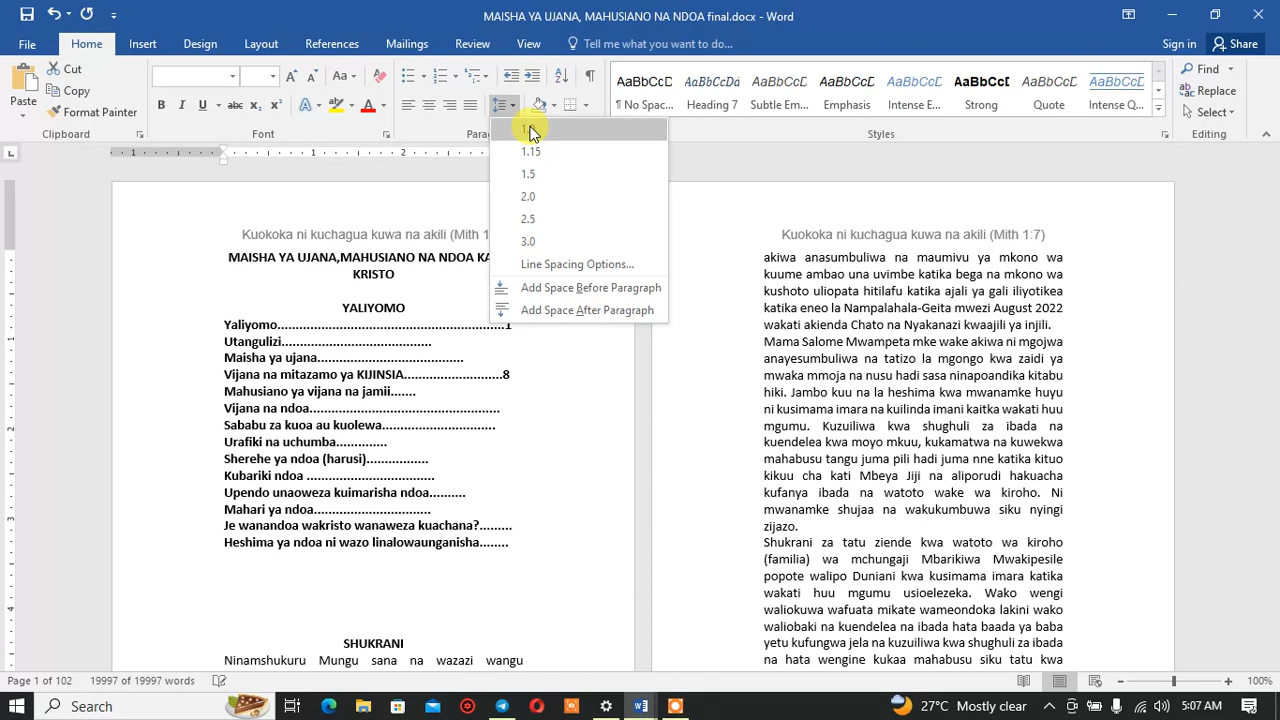 MAISHA YA UJANA, MAHUSIANO NA NDOA final.docx - Word
File Home Insert Design Layout References Mailings Review View Tell me what you want to do... Sign in Share
Paste
Cut
Copy
Format Painter
Clipboard
Aa
B I U
Font
AaBbCcD AaBbCcDa AaBbCcD AaBbCcD AaBbCcD AaBbCcD AaBbCcD AaBbCcD
¶ No Spac... Heading 7 Subtle Em... Emphasis Intense E... Strong Quote Intense Q...
Styles
Find
Replace
Select
Editing
1.15
1.5
2.0
2.5
3.0
Line Spacing Options...
Add Space Before Paragraph
Add Space After Paragraph
Kuokoka ni kuchagua kuwa na akili (Mith 1
MAISHA YA UJANA,MAHUSIANO NA NDOA KA
KRISTO
YALIYOMO
Yaliyomo..................................................1
Utangulizi........................................
Maisha ya ujana.......................................
Vijana na mitazamo ya KIJINSIA..........................8
Mahusiano ya vijana na jamii.......
Vijana na ndoa..................................................
Sababu za kuoa au kuolewa..............................
Urafiki na uchumba.............
Sherehe ya ndoa (harusi).................
Kubariki ndoa ..................................
Upendo unaoweza kuimarisha ndoa..........
Mahari ya ndoa................................
Je wanandoa wakristo wanaweza kuachana?.........
Heshima ya ndoa ni wazo linalowaunganisha........
SHUKRANI
Ninamshukuru Mungu sana na wazazi wangu
Kuokoka ni kuchagua kuwa na akili (Mith 1:7)
akiwa anasumbuliwa na maumivu ya mkono wa
kuume ambao una uvimbe katika bega na mkono wa
kushoto uliopata hitilafu katika ajali ya gali iliyotikea
katika eneo la Nampalahala-Geita mwezi August 2022
wakati akienda Chato na Nyakanazi kwaajili ya injili.
Mama Salome Mwampeta mke wake akiwa ni mgojwa
anayesumbuliwa na tatizo la mgongo kwa zaidi ya
mwaka mmoja na nusu hadi sasa ninapoandika kitabu
hiki. Jambo kuu na la heshima kwa mwanamke huyu
ni kusimama imara na kuilinda imani kaitka wakati huu
mgumu. Kuzuiliwa kwa shughuli za ibada na
kuendelea kwa moyo mkuu, kukamatwa na kuwekwa
mahabusu tangu juma pili hadi juma nne katika kituo
kikuu cha kati Mbeya Jiji na aliporudi hakuacha
kufanya ibada na watoto wake wa kiroho. Ni
mwanamke shujaa na wakukumbuwa siku nyingi
zijazo.
Shukrani za tatu ziende kwa watoto wa kiroho
(familia) wa mchungaji Mbarikiwa Mwakipesile
popote walipo Duniani kwa kusimama imara katika
wakati huu mgumu usioelezeka. Wako wengi
waliokuwa wafuata mikate wameondoka lakini wako
waliobaki na kuendelea na ibada hata baada ya baba
yetu kufungwa jela na kuzuiliwa kwa shughuli za ibada
na hata wengine kukaa mahabusu siku tatu kwa
Page 1 of 102 19997 of 19997 words 100%
Search
27°C Mostly clear
5:07 AM